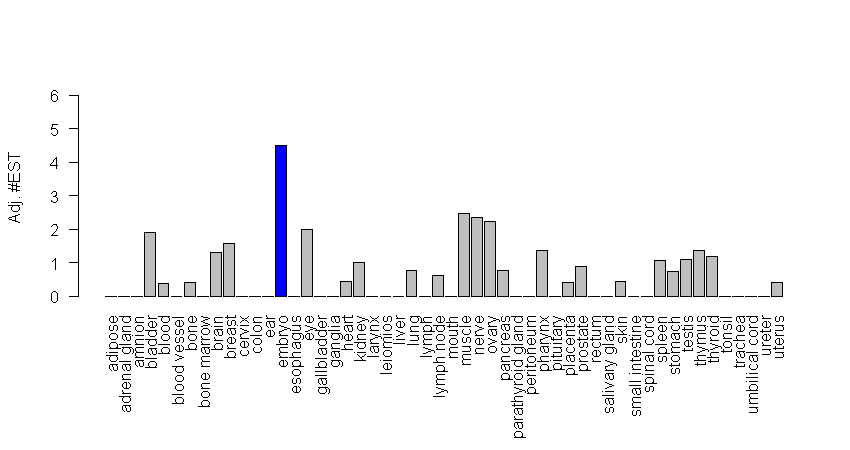 6
5
4
3
2
1
0
Adj. #EST
adipose
adrenal gland
amnion
bladder
blood
blood vessel
bone
bone marrow
brain
breast
cervix
colon
ear
embryo
esophagus
eye
gallbladder
ganglia
heart
kidney
larynx
leiomios
liver
lung
lymph
lymph node
mouth
muscle
nerve
ovary
pancreas
parathyroid gland
peritoneum
pharynx
pituitary
placenta
prostate
rectum
salivary gland
skin
small intestine
spinal cord
spleen
stomach
testis
thymus
thyroid
tonsil
trachea
umbilical cord
ureter
uterus